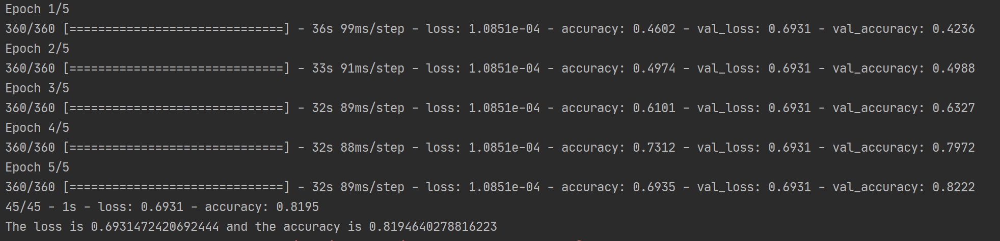 Epoch 1/5
360/360 [==============================] - 36s 99ms/step - loss: 1.0851e-04 - accuracy: 0.4602 - val_loss: 0.6931 - val_accuracy: 0.4236
Epoch 2/5
360/360 [==============================] - 33s 91ms/step - loss: 1.0851e-04 - accuracy: 0.4974 - val_loss: 0.6931 - val_accuracy: 0.4988
Epoch 3/5
360/360 [==============================] - 32s 89ms/step - loss: 1.0851e-04 - accuracy: 0.6101 - val_loss: 0.6931 - val_accuracy: 0.6327
Epoch 4/5
360/360 [==============================] - 32s 88ms/step - loss: 1.0851e-04 - accuracy: 0.7312 - val_loss: 0.6931 - val_accuracy: 0.7972
Epoch 5/5
360/360 [==============================] - 32s 89ms/step - loss: 1.0851e-04 - accuracy: 0.6935 - val_loss: 0.6931 - val_accuracy: 0.8222
45/45 - 1s - loss: 0.6931 - accuracy: 0.8195
The loss is 0.6931472420692444 and the accuracy is 0.8194640278816223